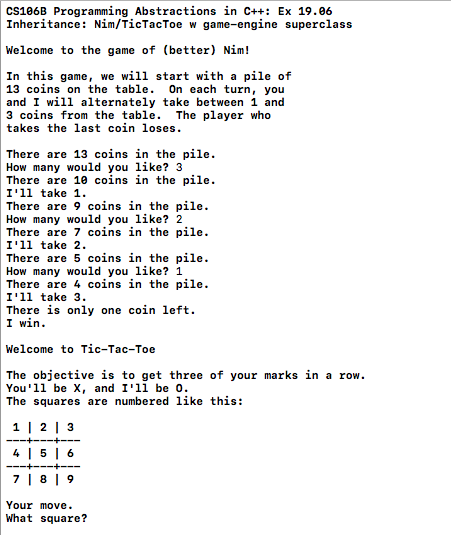 CS106B Programming Abstractions in C++: Ex 19.06
Inheritance: Nim/TicTacToe w game-engine superclass
Welcome to the game of (better) Nim!
In this game, we will start with a pile of
13 coins on the table.  On each turn, you
and I will alternately take between 1 and
3 coins from the table.  The player who
takes the last coin loses.
There are 13 coins in the pile.
How many would you like? 3
There are 10 coins in the pile.
I'll take 1.
There are 9 coins in the pile.
How many would you like? 2
There are 7 coins in the pile.
I'll take 2.
There are 5 coins in the pile.
How many would you like? 1
There are 4 coins in the pile.
I'll take 3.
There is only one coin left.
I win.
Welcome to Tic-Tac-Toe
The objective is to get three of your marks in a row.
You'll be X, and I'll be O.
The squares are numbered like this:
 1 | 2 | 3
---+---+---
 4 | 5 | 6
---+---+---
 7 | 8 | 9
Your move.
What square?